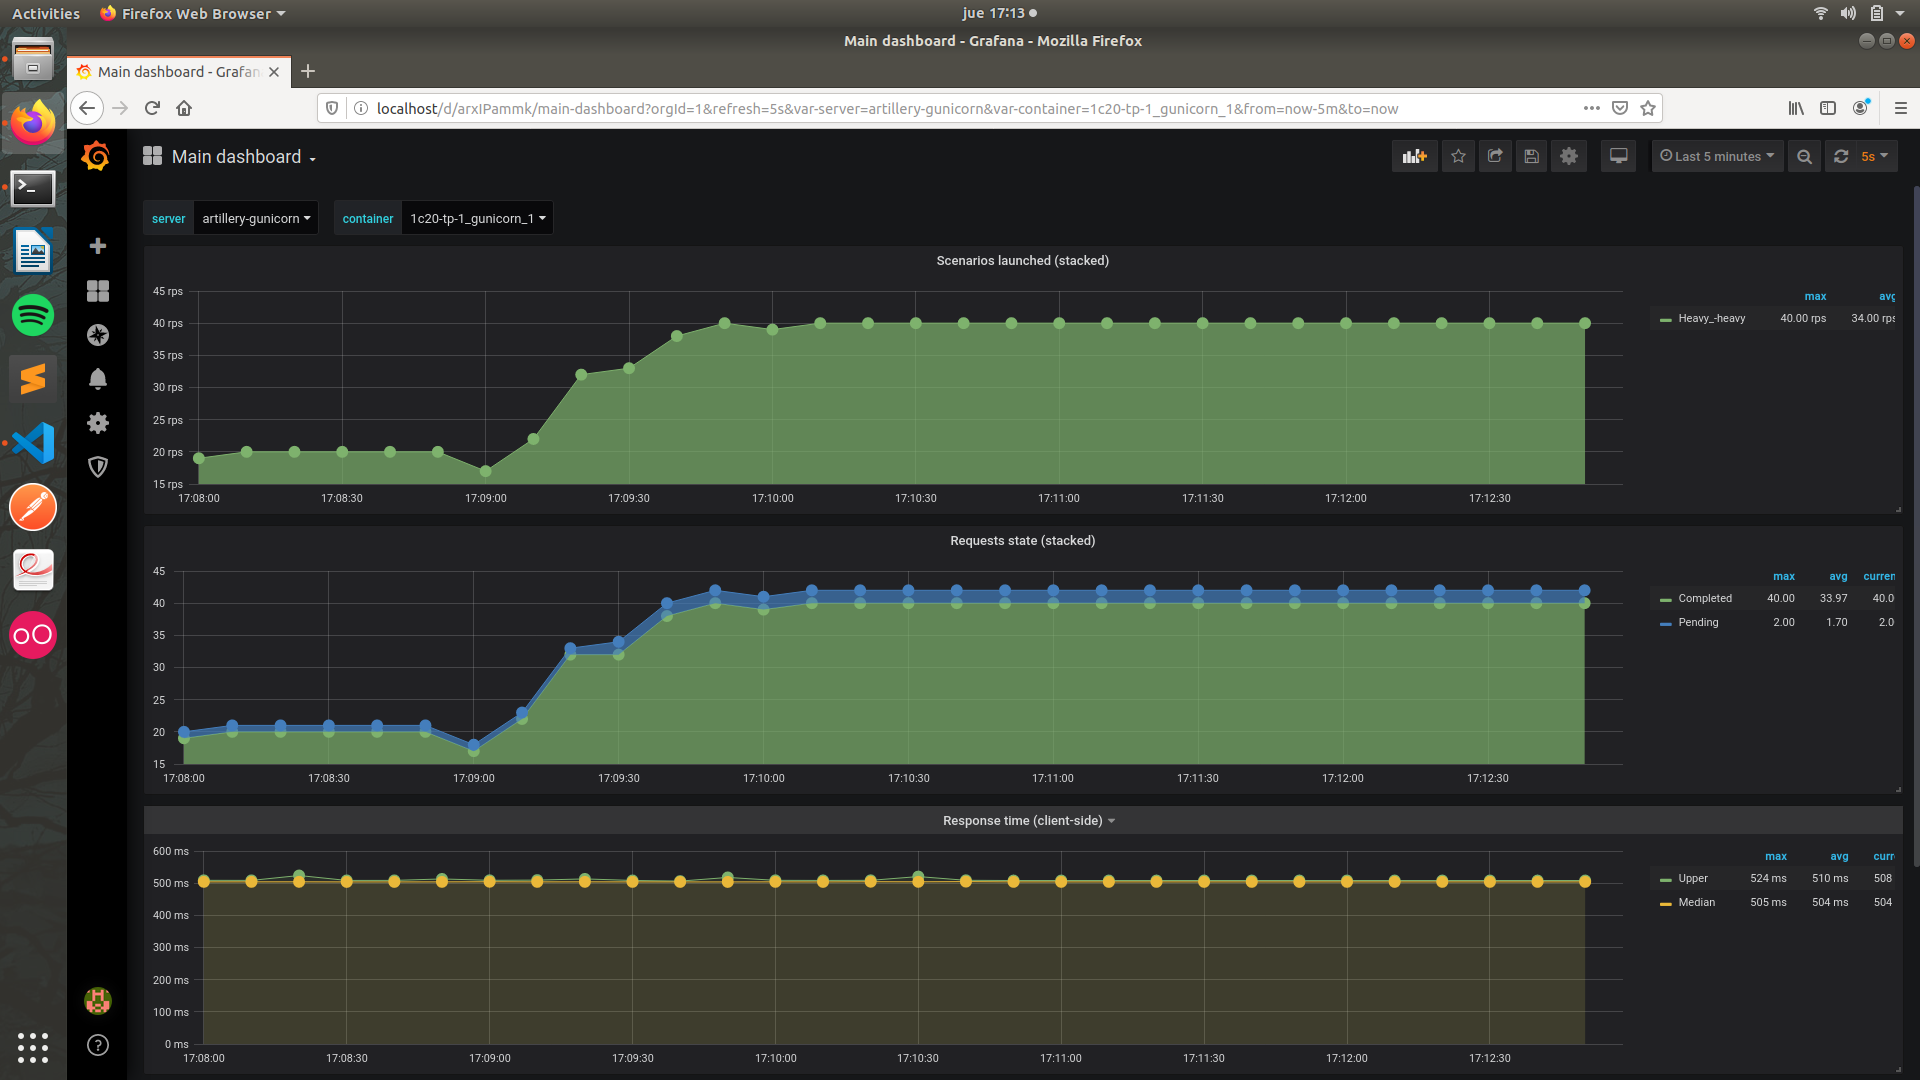 Activities Firefox Web Browser jue 17:13
Main dashboard - Grafana - Mozilla Firefox
Main dashboard - Grafan
localhost/d/arxIPammk/main-dashboard?orgId=1&refresh=5s&var-server=artillery-gunicorn&var-container=1c20-tp-1_gunicorn_1&from=now-5m&to=now
Main dashboard Last 5 minutes 5s
server artillery-gunicorn container 1c20-tp-1_gunicorn_1
Scenarios launched (stacked)
45 rps
40 rps
35 rps
30 rps
25 rps
20 rps
15 rps
17:08:00 17:08:30 17:09:00 17:09:30 17:10:00 17:10:30 17:11:00 17:11:30 17:12:00 17:12:30
max avg
Heavy_-heavy 40.00 rps 34.00 rps
Requests state (stacked)
45
40
35
30
25
20
15
17:08:00 17:08:30 17:09:00 17:09:30 17:10:00 17:10:30 17:11:00 17:11:30 17:12:00 17:12:30
max avg curren
Completed 40.00 33.97 40.0
Pending 2.00 1.70 2.0
Response time (client-side)
600 ms
500 ms
400 ms
300 ms
200 ms
100 ms
0 ms
17:08:00 17:08:30 17:09:00 17:09:30 17:10:00 17:10:30 17:11:00 17:11:30 17:12:00 17:12:30
max avg curr
Upper 524 ms 510 ms 508
Median 505 ms 504 ms 504